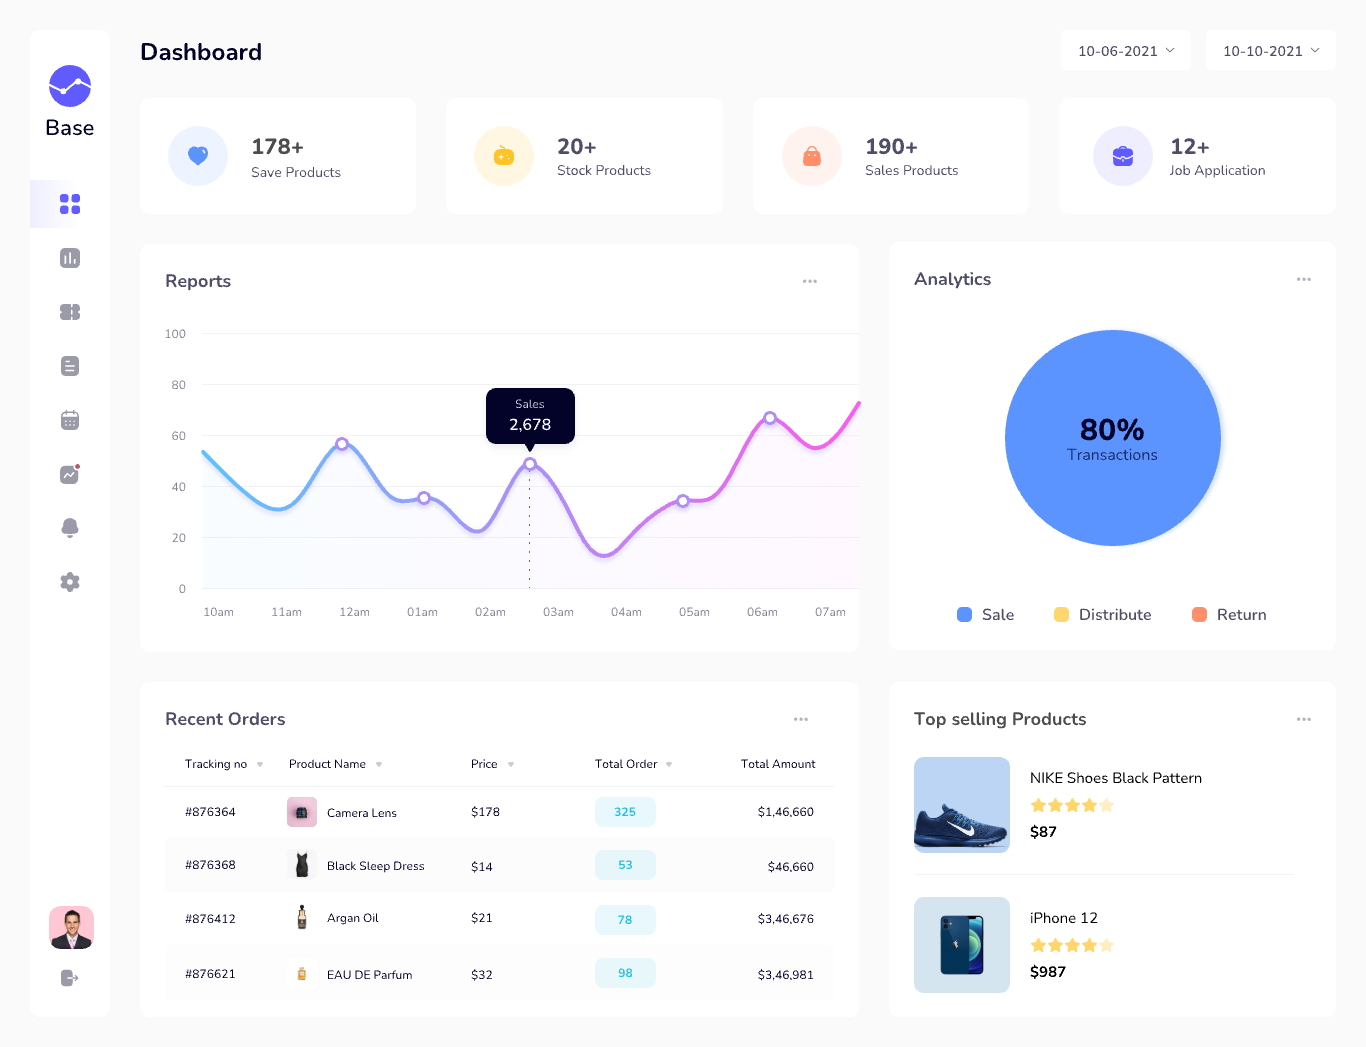 Base
Dashboard
10-06-2021
10-10-2021
178+
Save Products
20+
Stock Products
190+
Sales Products
12+
Job Application
Reports
100
80
60
40
20
0
Sales
2,678
10am 11am 12am 01am 02am 03am 04am 05am 06am 07am
Analytics
80%
Transactions
Sale Distribute Return
Recent Orders
Tracking no Product Name Price Total Order Total Amount
#876364 Camera Lens $178 325 $1,46,660
#876368 Black Sleep Dress $14 53 $46,660
#876412 Argan Oil $21 78 $3,46,676
#876621 EAU DE Parfum $32 98 $3,46,981
Top selling Products
NIKE Shoes Black Pattern
$87
iPhone 12
$987